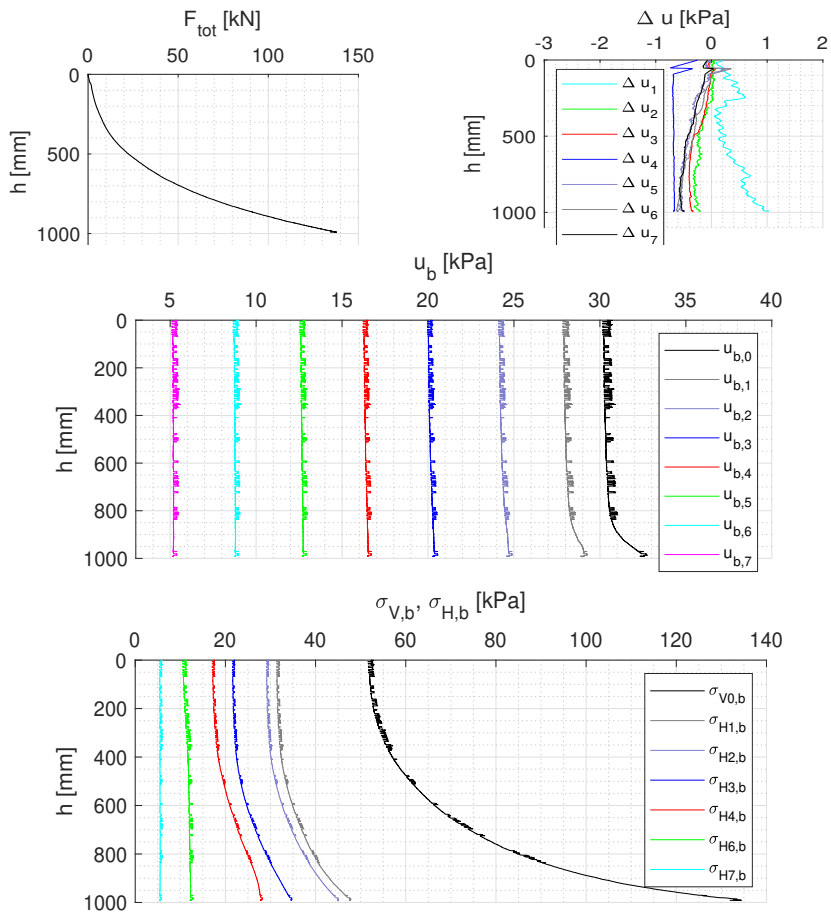 F_tot [kN]
0 50 100 150
0
500
1000
h [mm]
Δ u [kPa]
-3 -2 -1 0 1 2
0
500
1000
h [mm]
Δ u_1
Δ u_2
Δ u_3
Δ u_4
Δ u_5
Δ u_6
Δ u_7
u_b [kPa]
5 10 15 20 25 30 35 40
0
200
400
600
800
1000
h [mm]
u_b,0
u_b,1
u_b,2
u_b,3
u_b,4
u_b,5
u_b,6
u_b,7
σ_V,b, σ_H,b [kPa]
0 20 40 60 80 100 120 140
0
200
400
600
800
1000
h [mm]
σ_V0,b
σ_H1,b
σ_H2,b
σ_H3,b
σ_H4,b
σ_H6,b
σ_H7,b